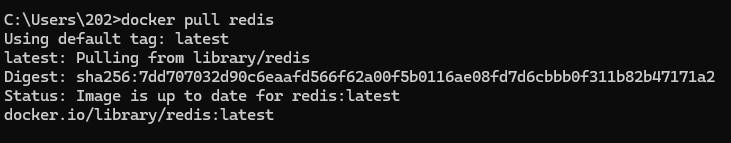 C:\Users\202>docker pull redis
Using default tag: latest
latest: Pulling from library/redis
Digest: sha256:7dd707032d90c6eaafd566f62a00f5b0116ae08fd7d6cbbb0f311b82b47171a2
Status: Image is up to date for redis:latest
docker.io/library/redis:latest